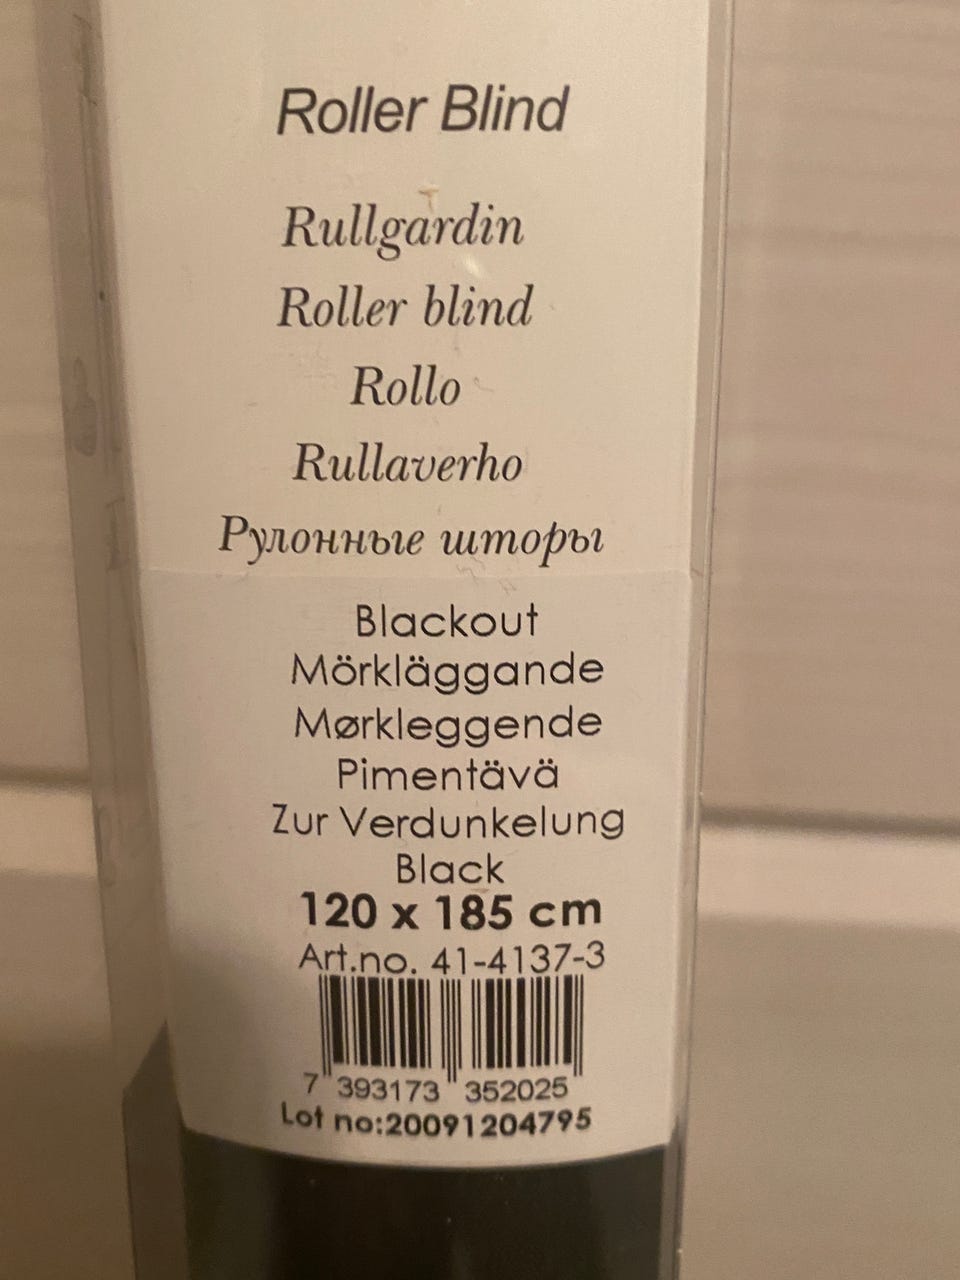 Roller Blind
Rullgardin
Roller blind
Rollo
Rullaverho
Рулонные шторы
Blackout
Mörkläggande
Mørkleggende
Pimentävä
Zur Verdunkelung
Black
120 x 185 cm
Art.no. 41-4137-3
7 393173 352025
Lot no:20091204795